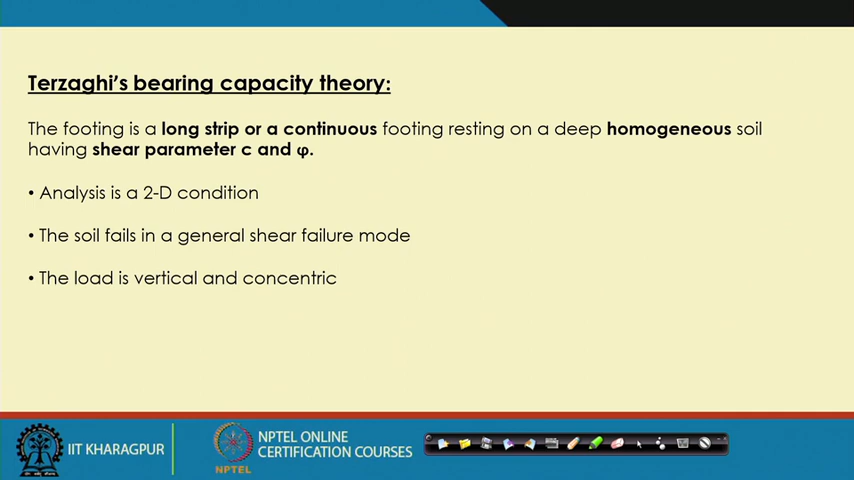 Terzaghi's bearing capacity theory:
The footing is a long strip or a continuous footing resting on a deep homogeneous soil
having shear parameter c and φ.
• Analysis is a 2-D condition
• The soil fails in a general shear failure mode
• The load is vertical and concentric
IIT KHARAGPUR
NPTEL
NPTEL ONLINE
CERTIFICATION COURSES